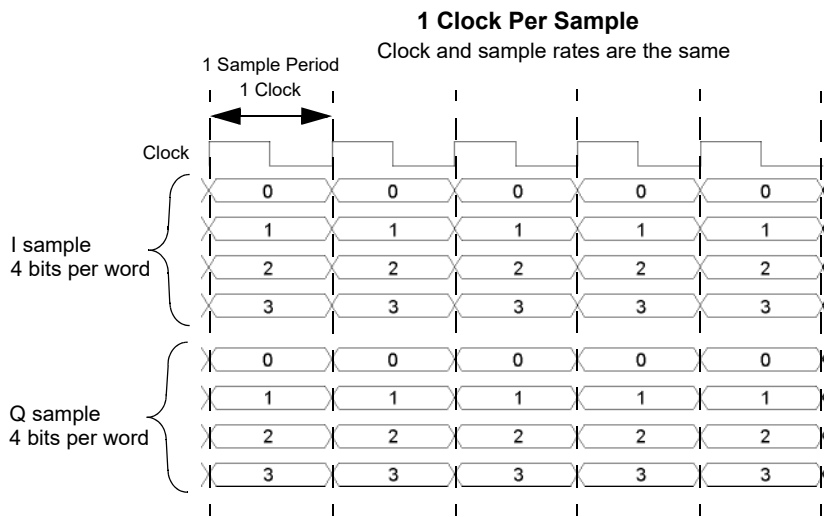 1 Clock Per Sample
Clock and sample rates are the same
1 Sample Period
1 Clock
Clock
0 0 0 0 0
1 1 1 1 1
I sample
4 bits per word
2 2 2 2 2
3 3 3 3 3
0 0 0 0 0
1 1 1 1 1
Q sample
4 bits per word
2 2 2 2 2
3 3 3 3 3